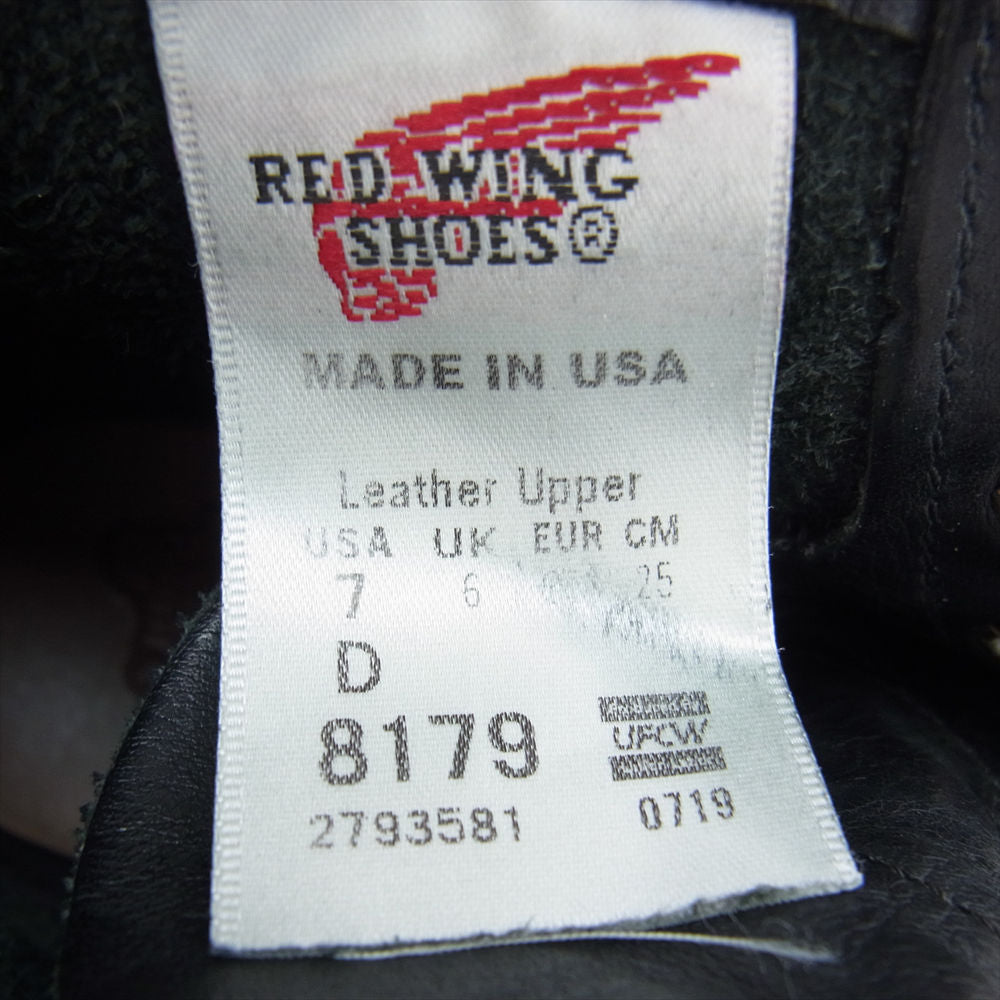 RED WING
SHOES®
MADE IN USA
Leather Upper
USA UK EUR CM
7 6 25
D
8179
UFCW
2793581 0719